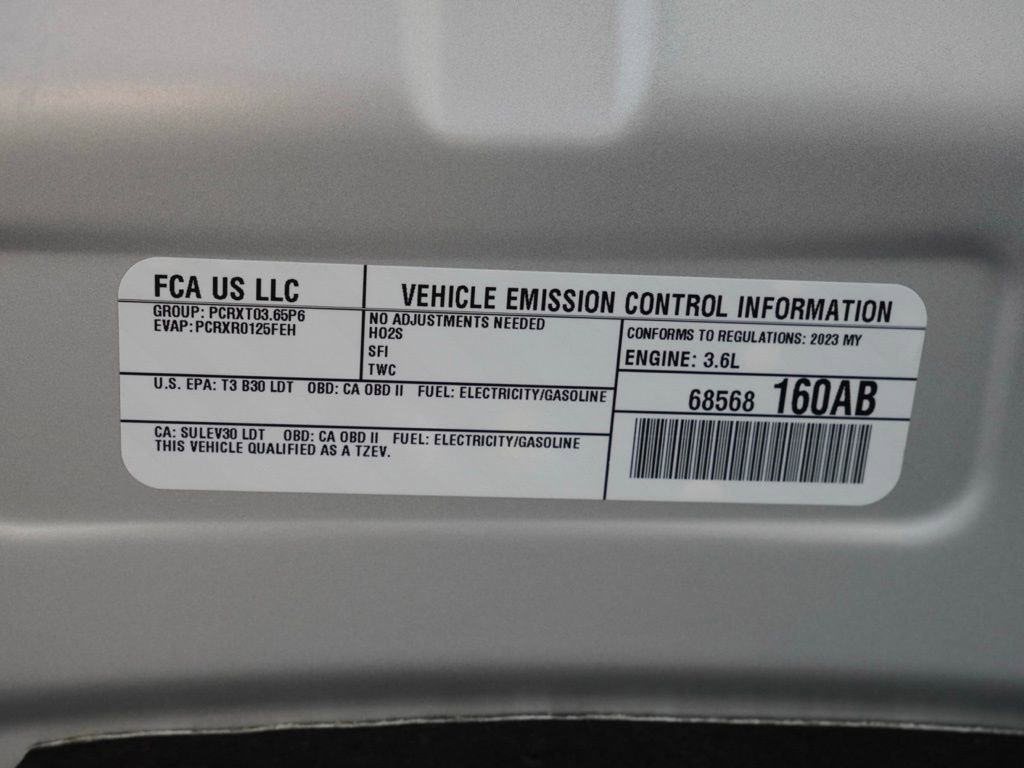 FCA US LLC
VEHICLE EMISSION CONTROL INFORMATION
GROUP: PCRXT03.65P6
EVAP: PCRXR0125FEH
NO ADJUSTMENTS NEEDED
HO2S
SFI
TWC
CONFORMS TO REGULATIONS: 2023 MY
ENGINE: 3.6L
U.S. EPA: T3 B30 LDT OBD: CA OBD II FUEL: ELECTRICITY/GASOLINE
68568 160AB
CA: SULEV30 LDT OBD: CA OBD II FUEL: ELECTRICITY/GASOLINE
THIS VEHICLE QUALIFIED AS A TZEV.